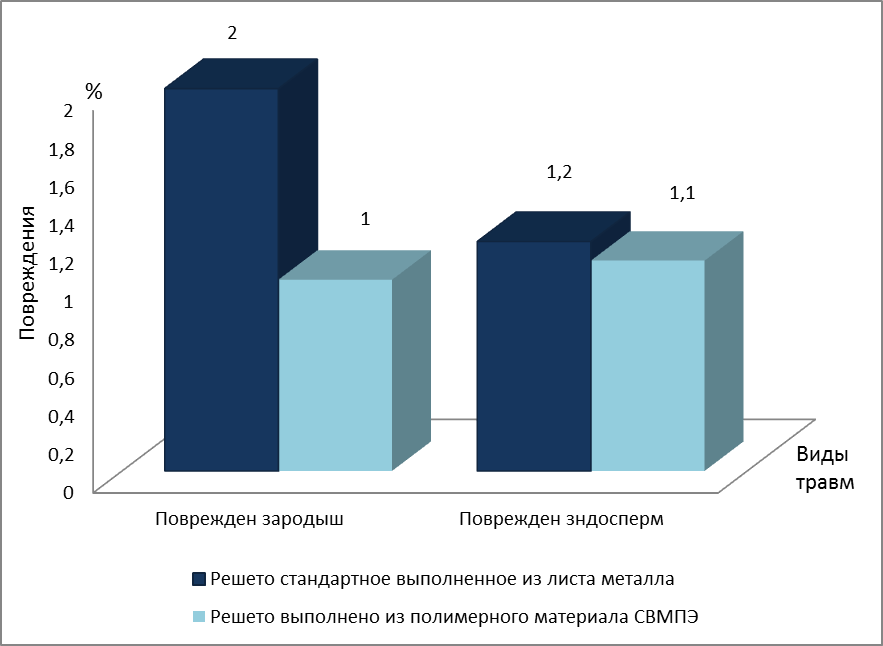 2
%
2
1,8
1,6
1,4
1,2
1
0,8
0,6
0,4
0,2
0
Повреждения
1
1,2
1,1
Виды
травм
Поврежден зародыш
Поврежден зндосперм
Решето стандартное выполненное из листа металла
Решето выполнено из полимерного материала СВМПЭ